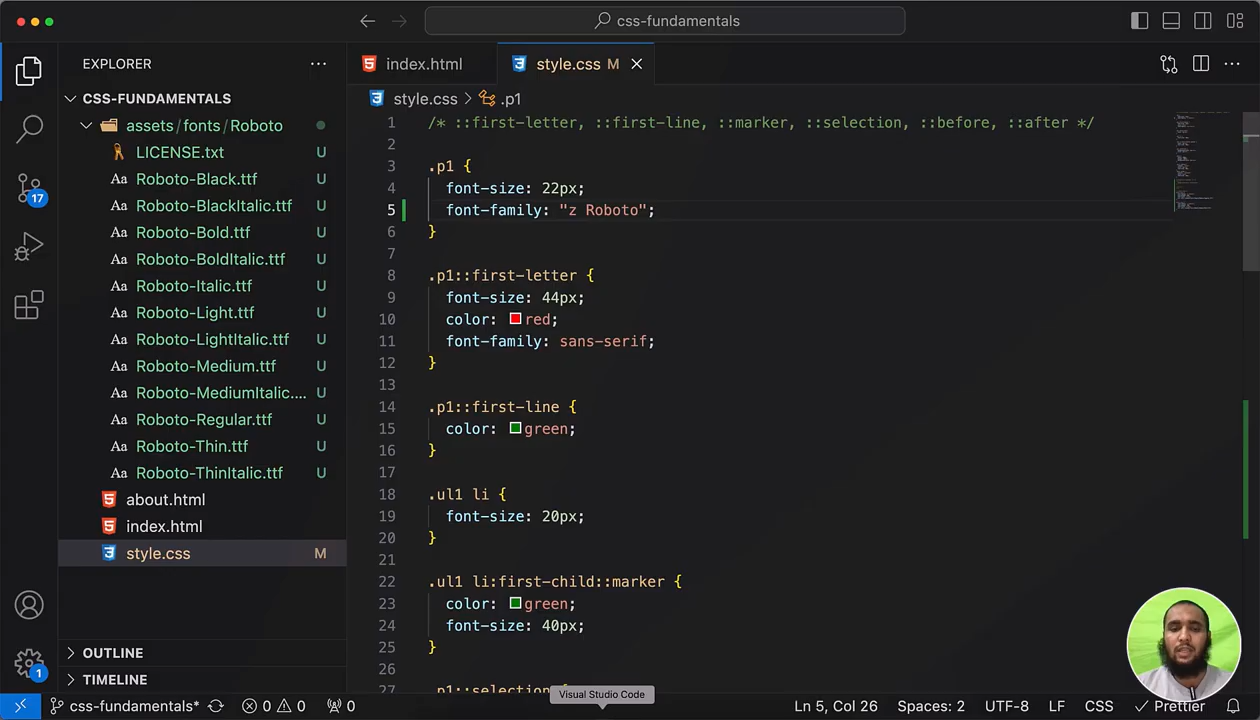 css-fundamentals
EXPLORER
CSS-FUNDAMENTALS
assets/fonts/Roboto
LICENSE.txt U
Roboto-Black.ttf U
Roboto-BlackItalic.ttf U
Roboto-Bold.ttf U
Roboto-BoldItalic.ttf U
Roboto-Italic.ttf U
Roboto-Light.ttf U
Roboto-LightItalic.ttf U
Roboto-Medium.ttf U
Roboto-MediumItalic.... U
Roboto-Regular.ttf U
Roboto-Thin.ttf U
Roboto-ThinItalic.ttf U
about.html
index.html
style.css M
OUTLINE
TIMELINE
17
1
index.html
style.css M
style.css > .p1
1 /* ::first-letter, ::first-line, ::marker, ::selection, ::before, ::after */
2
3 .p1 {
4 font-size: 22px;
5 font-family: "z Roboto";
6 }
7
8 .p1::first-letter {
9 font-size: 44px;
10 color: red;
11 font-family: sans-serif;
12 }
13
14 .p1::first-line {
15 color: green;
16 }
17
18 .ul1 li {
19 font-size: 20px;
20 }
21
22 .ul1 li:first-child::marker {
23 color: green;
24 font-size: 40px;
25 }
26
27 .p1::selection {
Visual Studio Code
css-fundamentals* 0 0 0 Ln 5, Col 26 Spaces: 2 UTF-8 LF CSS Prettier